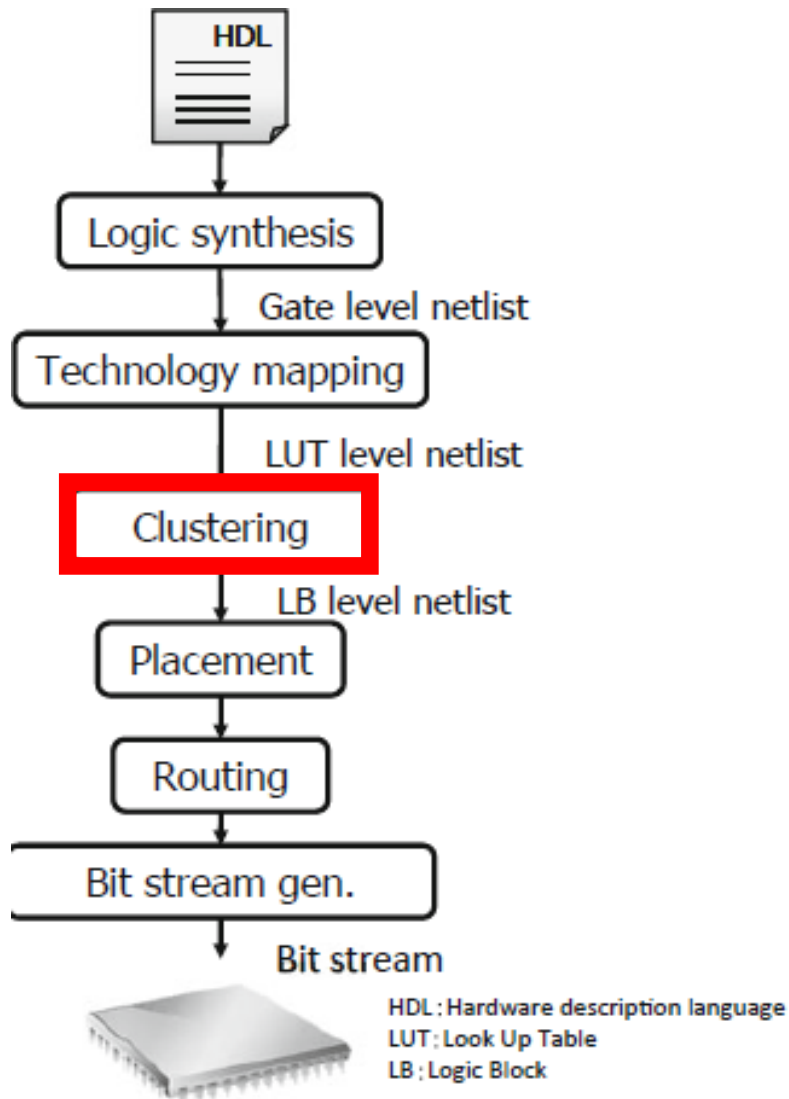 HDL
Logic synthesis
Gate level netlist
Technology mapping
LUT level netlist
Clustering
LB level netlist
Placement
Routing
Bit stream gen.
Bit stream
HDL : Hardware description language
LUT : Look Up Table
LB : Logic Block